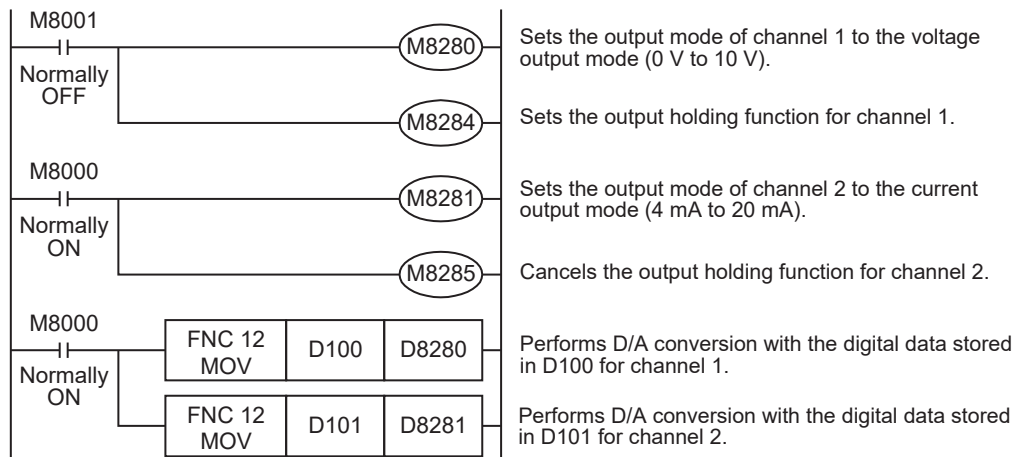 M8001
Normally
OFF
M8280
Sets the output mode of channel 1 to the voltage
output mode (0 V to 10 V).
M8284
Sets the output holding function for channel 1.
M8000
Normally
ON
M8281
Sets the output mode of channel 2 to the current
output mode (4 mA to 20 mA).
M8285
Cancels the output holding function for channel 2.
M8000
Normally
ON
FNC 12
MOV
D100
D8280
Performs D/A conversion with the digital data stored
in D100 for channel 1.
FNC 12
MOV
D101
D8281
Performs D/A conversion with the digital data stored
in D101 for channel 2.